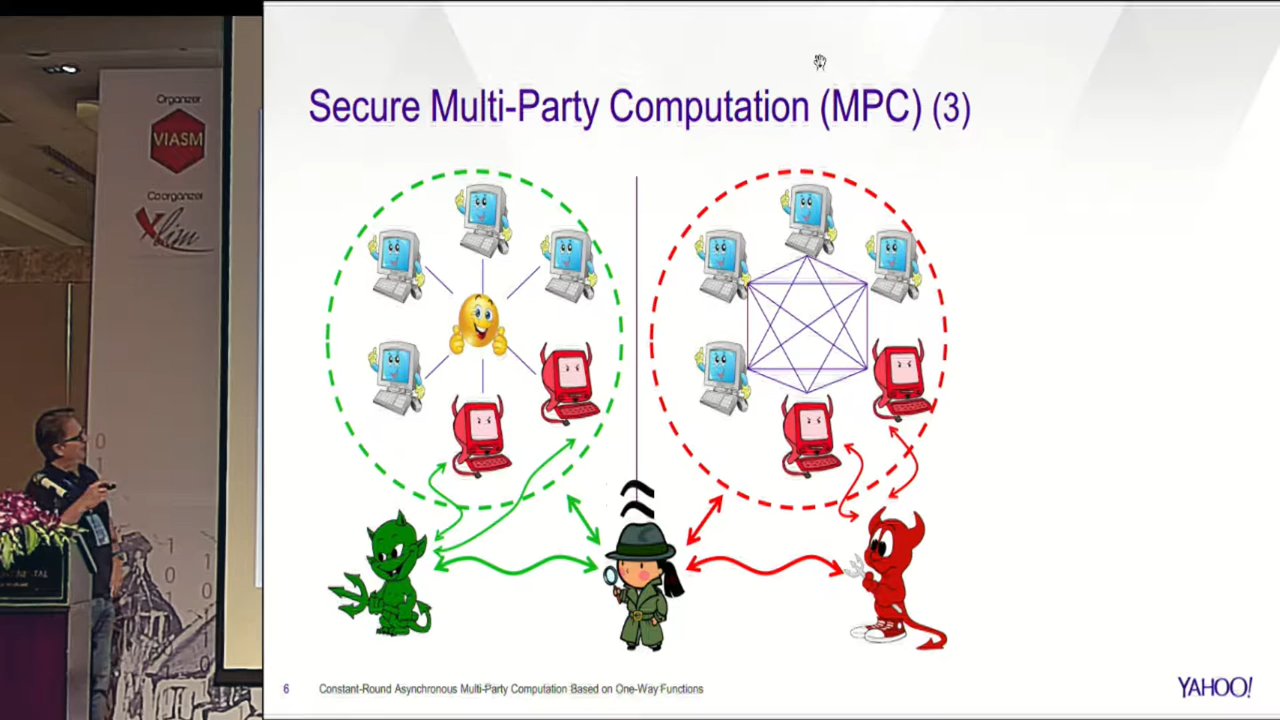 Organizer
VIASM
Coorganizer
Xlim
Secure Multi-Party Computation (MPC) (3)
6 Constant-Round Asynchronous Multi-Party Computation Based on One-Way Functions
YAHOO!